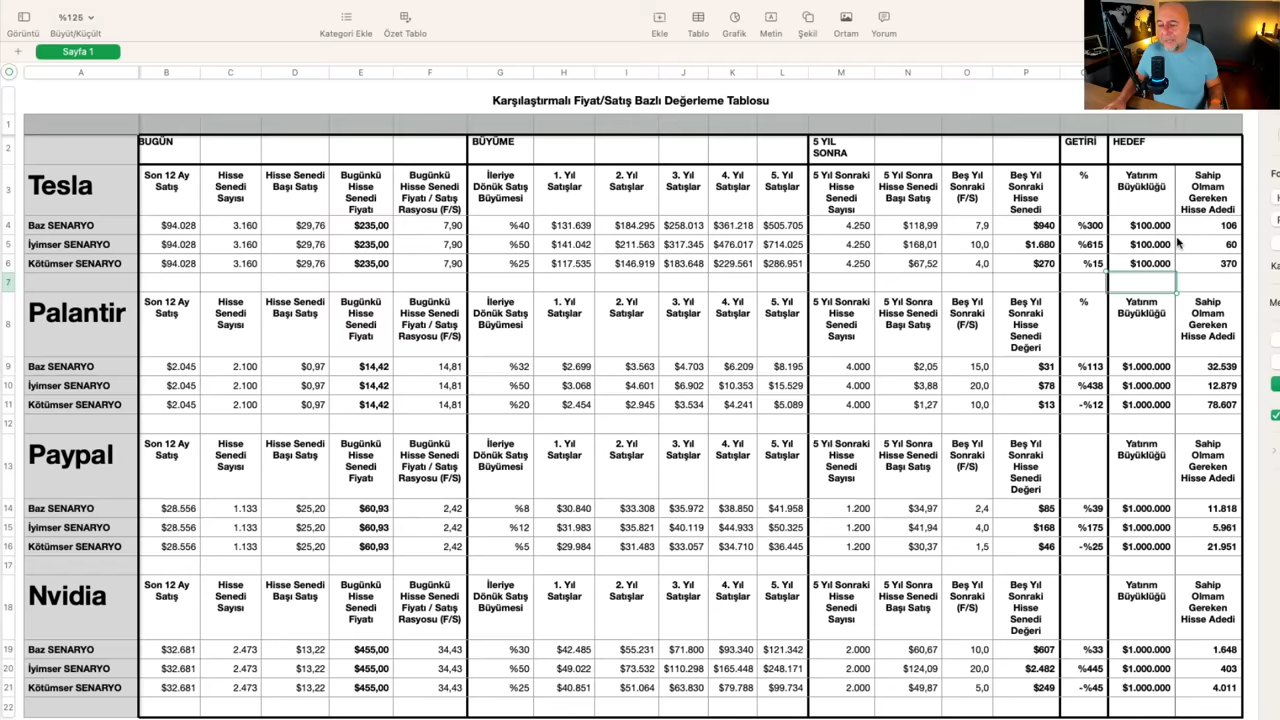 %125
Görüntü
Büyüt/Küçült
Kategori Ekle
Özet Tablo
Ekle
Tablo
Grafik
Metin
Şekil
Ortam
Yorum
+ Sayfa 1
A B C D E F G H I J K L M N O P
Karşılaştırmalı Fiyat/Satış Bazlı Değerleme Tablosu
1
2 BUGÜN BÜYÜME 5 YIL SONRA GETİRİ HEDEF
3 Tesla Son 12 Ay Satış Hisse Senedi Sayısı Hisse Senedi Başı Satış Bugünkü Hisse Senedi Fiyatı Bugünkü Hisse Senedi Fiyatı / Satış Rasyosu (F/S) İleriye Dönük Satış Büyümesi 1. Yıl Satışlar 2. Yıl Satışlar 3. Yıl Satışlar 4. Yıl Satışlar 5. Yıl Satışlar 5 Yıl Sonraki Hisse Senedi Sayısı 5 Yıl Sonra Hisse Senedi Başı Satış Beş Yıl Sonraki (F/S) Beş Yıl Sonraki Hisse Senedi % Yatırım Büyüklüğü Sahip Olmam Gereken Hisse Adedi
4 Baz SENARYO $94.028 3.160 $29,76 $235,00 7,90 %40 $131.639 $184.295 $258.013 $361.218 $505.705 4.250 $118,99 7,9 $940 %300 $100.000 106
5 İyimser SENARYO $94.028 3.160 $29,76 $235,00 7,90 %50 $141.042 $211.563 $317.345 $476.017 $714.025 4.250 $168,01 10,0 $1.680 %615 $100.000 60
6 Kötümser SENARYO $94.028 3.160 $29,76 $235,00 7,90 %25 $117.535 $146.919 $183.648 $229.561 $286.951 4.250 $67,52 4,0 $270 %15 $100.000 370
7
8 Palantir Son 12 Ay Satış Hisse Senedi Sayısı Hisse Senedi Başı Satış Bugünkü Hisse Senedi Fiyatı Bugünkü Hisse Senedi Fiyatı / Satış Rasyosu (F/S) İleriye Dönük Satış Büyümesi 1. Yıl Satışlar 2. Yıl Satışlar 3. Yıl Satışlar 4. Yıl Satışlar 5. Yıl Satışlar 5 Yıl Sonraki Hisse Senedi Sayısı 5 Yıl Sonra Hisse Senedi Başı Satış Beş Yıl Sonraki (F/S) Beş Yıl Sonraki Hisse Senedi Değeri % Yatırım Büyüklüğü Sahip Olmam Gereken Hisse Adedi
9 Baz SENARYO $2.045 2.100 $0,97 $14,42 14,81 %32 $2.699 $3.563 $4.703 $6.209 $8.195 4.000 $2,05 15,0 $31 %113 $1.000.000 32.539
10 İyimser SENARYO $2.045 2.100 $0,97 $14,42 14,81 %50 $3.068 $4.601 $6.902 $10.353 $15.529 4.000 $3,88 20,0 $78 %438 $1.000.000 12.879
11 Kötümser SENARYO $2.045 2.100 $0,97 $14,42 14,81 %20 $2.454 $2.945 $3.534 $4.241 $5.089 4.000 $1,27 10,0 $13 -%12 $1.000.000 78.607
12
13 Paypal Son 12 Ay Satış Hisse Senedi Sayısı Hisse Senedi Başı Satış Bugünkü Hisse Senedi Fiyatı Bugünkü Hisse Senedi Fiyatı / Satış Rasyosu (F/S) İleriye Dönük Satış Büyümesi 1. Yıl Satışlar 2. Yıl Satışlar 3. Yıl Satışlar 4. Yıl Satışlar 5. Yıl Satışlar 5 Yıl Sonraki Hisse Senedi Sayısı 5 Yıl Sonra Hisse Senedi Başı Satış Beş Yıl Sonraki (F/S) Beş Yıl Sonraki Hisse Senedi Değeri Yatırım Büyüklüğü Sahip Olmam Gereken Hisse Adedi
14 Baz SENARYO $28.556 1.133 $25,20 $60,93 2,42 %8 $30.840 $33.308 $35.972 $38.850 $41.958 1.200 $34,97 2,4 $85 %39 $1.000.000 11.818
15 İyimser SENARYO $28.556 1.133 $25,20 $60,93 2,42 %12 $31.983 $35.821 $40.119 $44.933 $50.325 1.200 $41,94 4,0 $168 %175 $1.000.000 5.961
16 Kötümser SENARYO $28.556 1.133 $25,20 $60,93 2,42 %5 $29.984 $31.483 $33.057 $34.710 $36.445 1.200 $30,37 1,5 $46 -%25 $1.000.000 21.951
17
18 Nvidia Son 12 Ay Satış Hisse Senedi Sayısı Hisse Senedi Başı Satış Bugünkü Hisse Senedi Fiyatı Bugünkü Hisse Senedi Fiyatı / Satış Rasyosu (F/S) İleriye Dönük Satış Büyümesi 1. Yıl Satışlar 2. Yıl Satışlar 3. Yıl Satışlar 4. Yıl Satışlar 5. Yıl Satışlar 5 Yıl Sonraki Hisse Senedi Sayısı 5 Yıl Sonra Hisse Senedi Başı Satış Beş Yıl Sonraki (F/S) Beş Yıl Sonraki Hisse Senedi Değeri Yatırım Büyüklüğü Sahip Olmam Gereken Hisse Adedi
19 Baz SENARYO $32.681 2.473 $13,22 $455,00 34,43 %30 $42.485 $55.231 $71.800 $93.340 $121.342 2.000 $60,67 10,0 $607 %33 $1.000.000 1.648
20 İyimser SENARYO $32.681 2.473 $13,22 $455,00 34,43 %50 $49.022 $73.532 $110.298 $165.448 $248.171 2.000 $124,09 20,0 $2.482 %445 $1.000.000 403
21 Kötümser SENARYO $32.681 2.473 $13,22 $455,00 34,43 %25 $40.851 $51.064 $63.830 $79.788 $99.734 2.000 $49,87 5,0 $249 -%45 $1.000.000 4.011
22